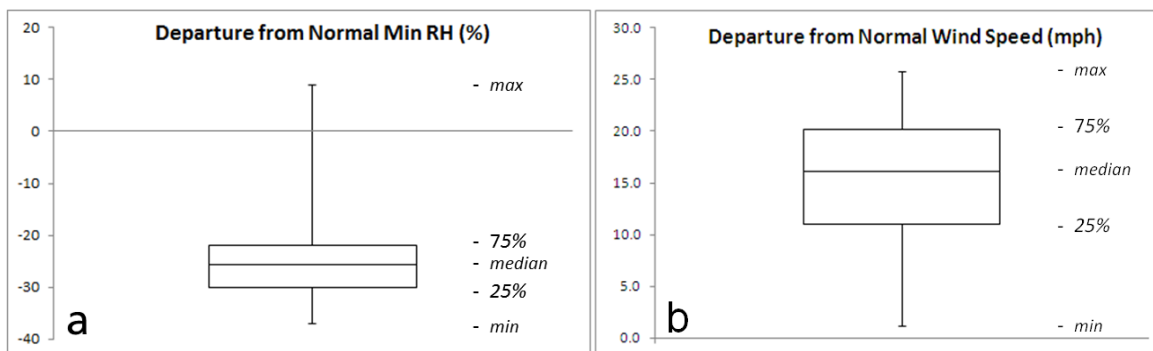 Departure from Normal Min RH (%)
20
10
0
-10
-20
-30
-40
- max
- 75%
- median
- 25%
- min
a
Departure from Normal Wind Speed (mph)
30.0
25.0
20.0
15.0
10.0
5.0
0.0
- max
- 75%
- median
- 25%
- min
b